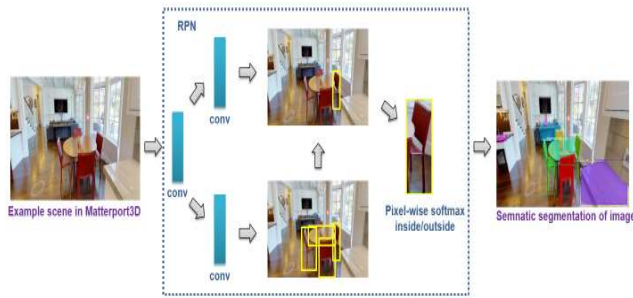 RPN
conv
Example scene in Matterport3D
conv
conv
Pixel-wise softmax
inside/outside
Semnatic segmentation of image